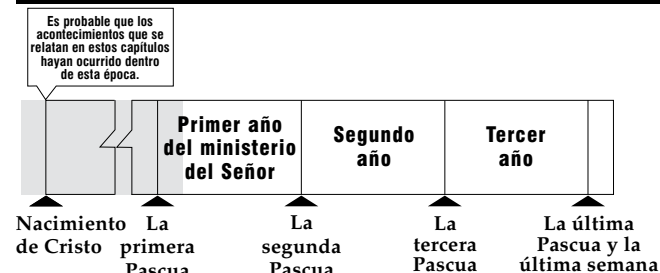 Es probable que los
acontecimientos que se
relatan en estos capítulos
hayan ocurrido dentro
de esta época.
Primer año
del ministerio
del Señor
Segundo
año
Tercer
año
Nacimiento
de Cristo
La
primera
Pascua
La
segunda
Pascua
La
tercera
Pascua
La última
Pascua y la
última semana